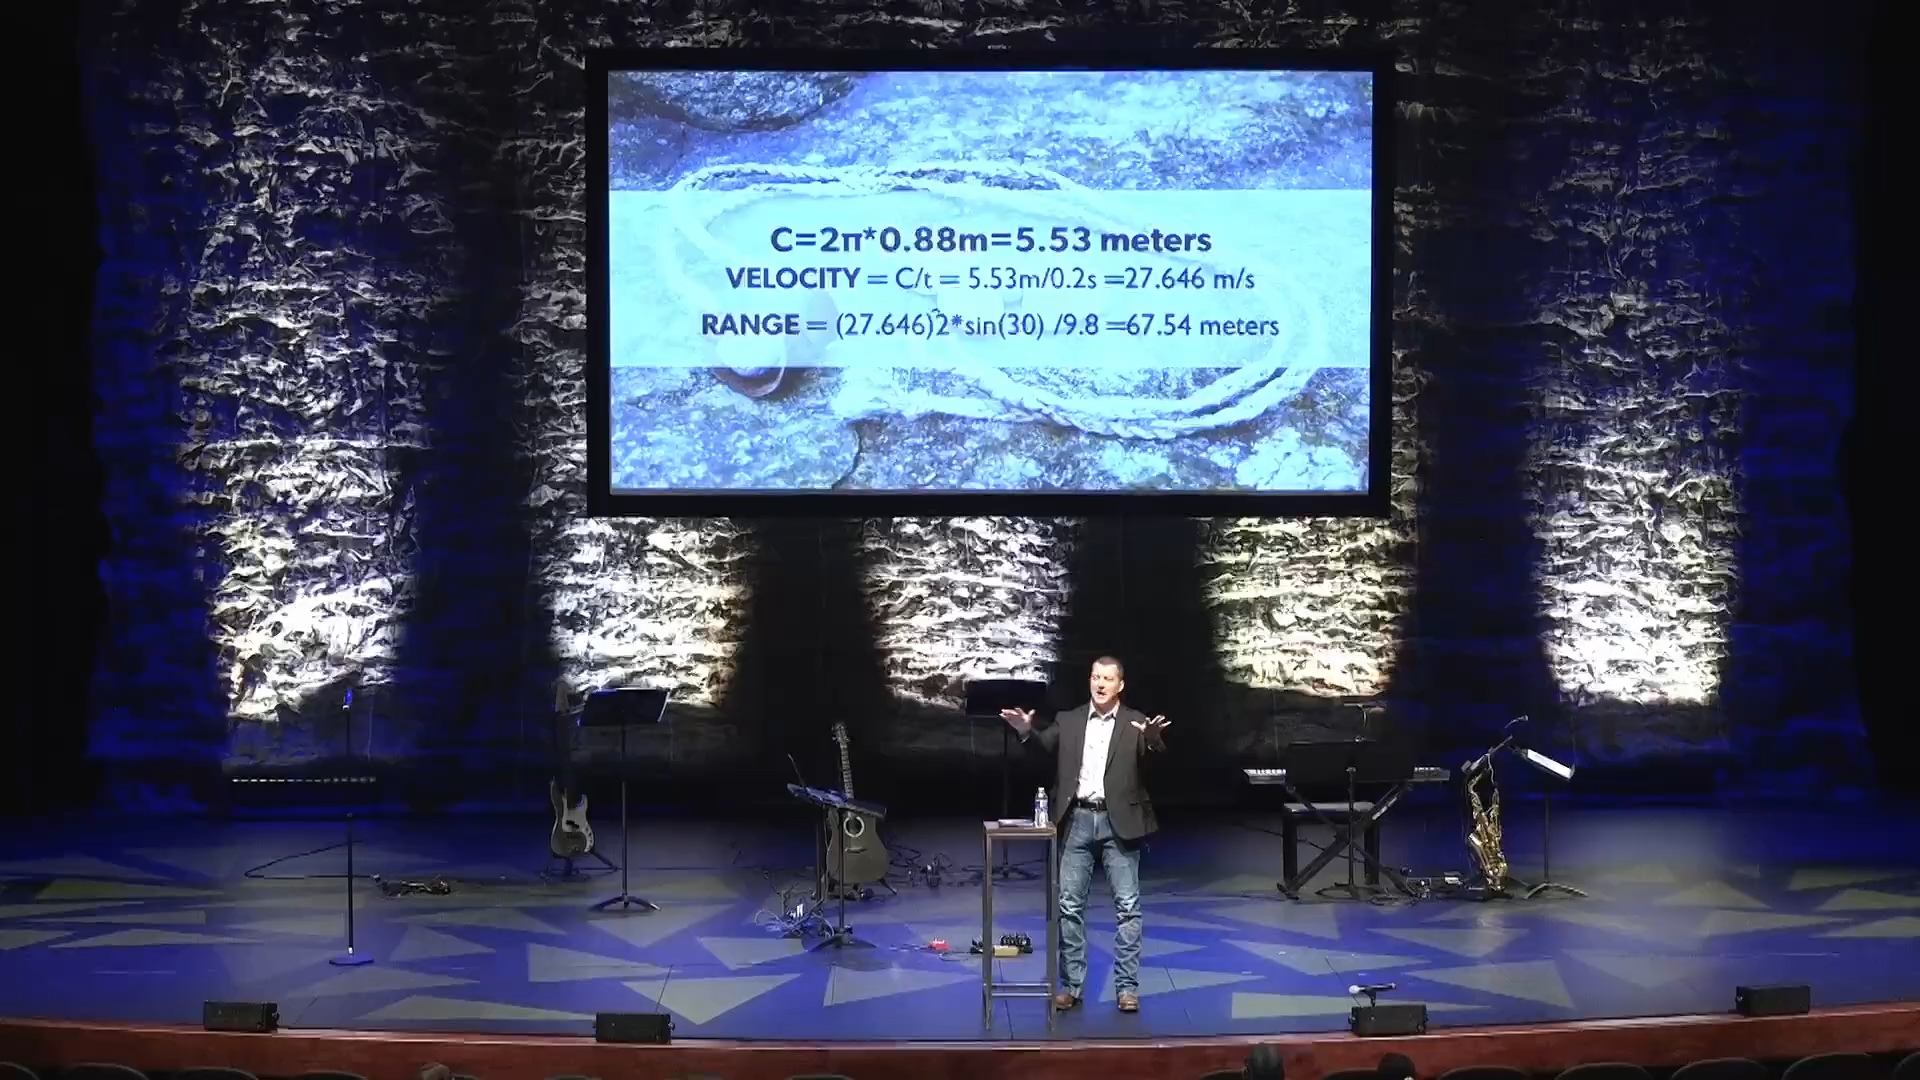 C=2π*0.88m=5.53 meters
VELOCITY = C/t = 5.53m/0.2s =27.646 m/s
RANGE = (27.646)^2*sin(30) /9.8 =67.54 meters